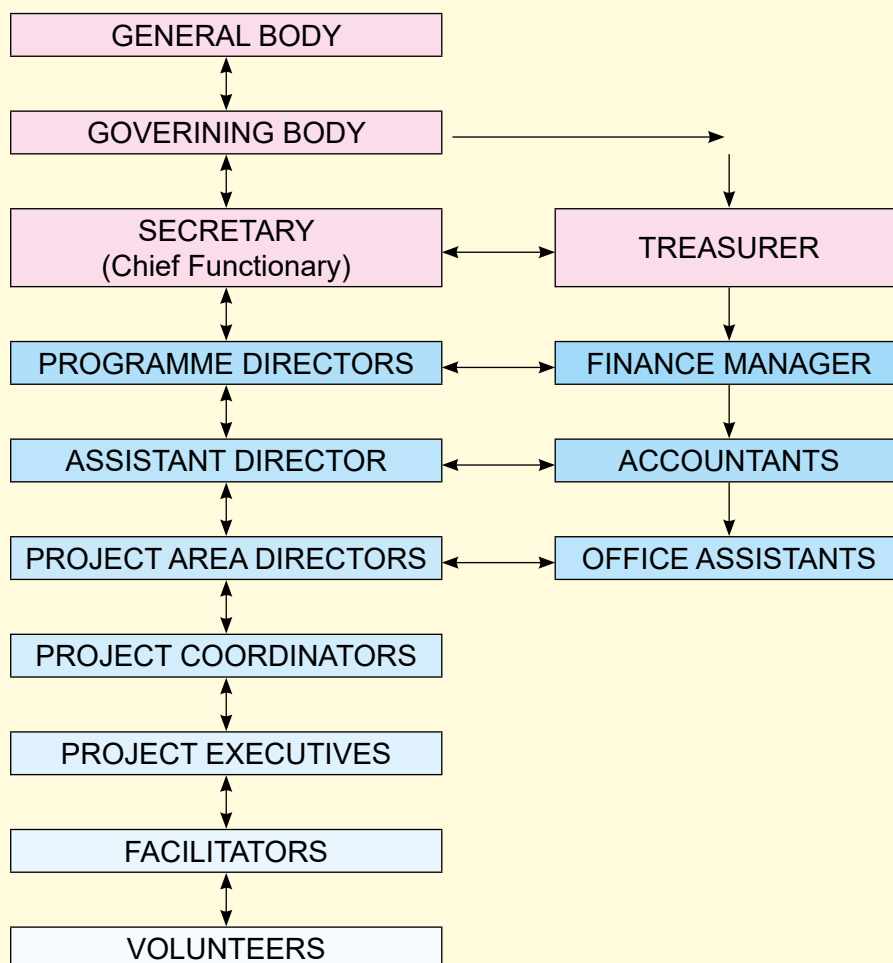 GENERAL BODY
GOVERINING BODY
SECRETARY
(Chief Functionary)
TREASURER
PROGRAMME DIRECTORS
FINANCE MANAGER
ASSISTANT DIRECTOR
ACCOUNTANTS
PROJECT AREA DIRECTORS
OFFICE ASSISTANTS
PROJECT COORDINATORS
PROJECT EXECUTIVES
FACILITATORS
VOLUNTEERS